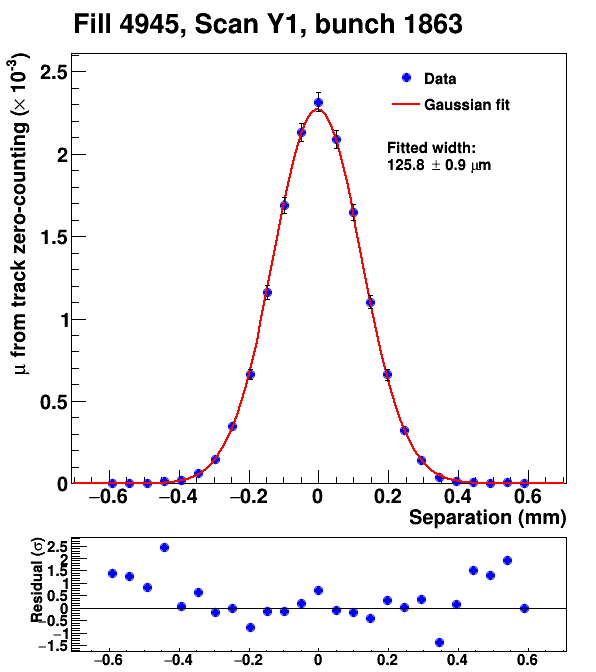 Fill 4945, Scan Y1, bunch 1863
μ from track zero-counting (× 10⁻³)
2.5
2
1.5
1
0.5
0
Data
Gaussian fit
Fitted width:
125.8 ± 0.9 μm
−0.6 −0.4 −0.2 0 0.2 0.4 0.6
Separation (mm)
Residual (σ)
2.5
2
1.5
1
0.5
0
−0.5
−1
−1.5
−0.6 −0.4 −0.2 0 0.2 0.4 0.6